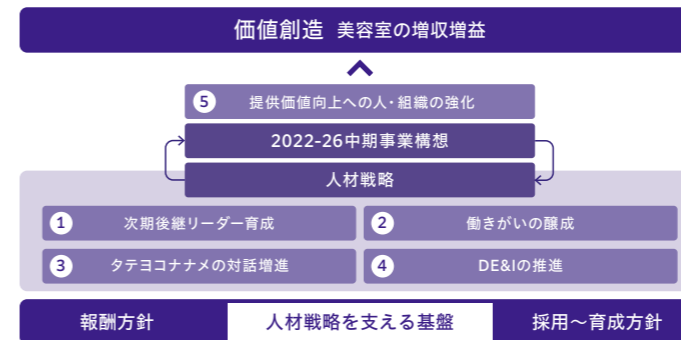 価値創造 美容室の増収増益
5 提供価値向上への人・組織の強化
2022-26中期事業構想
人材戦略
1 次期後継リーダー育成
2 働きがいの醸成
3 タテヨコナナメの対話増進
4 DE&Iの推進
報酬方針
人材戦略を支える基盤
採用〜育成方針